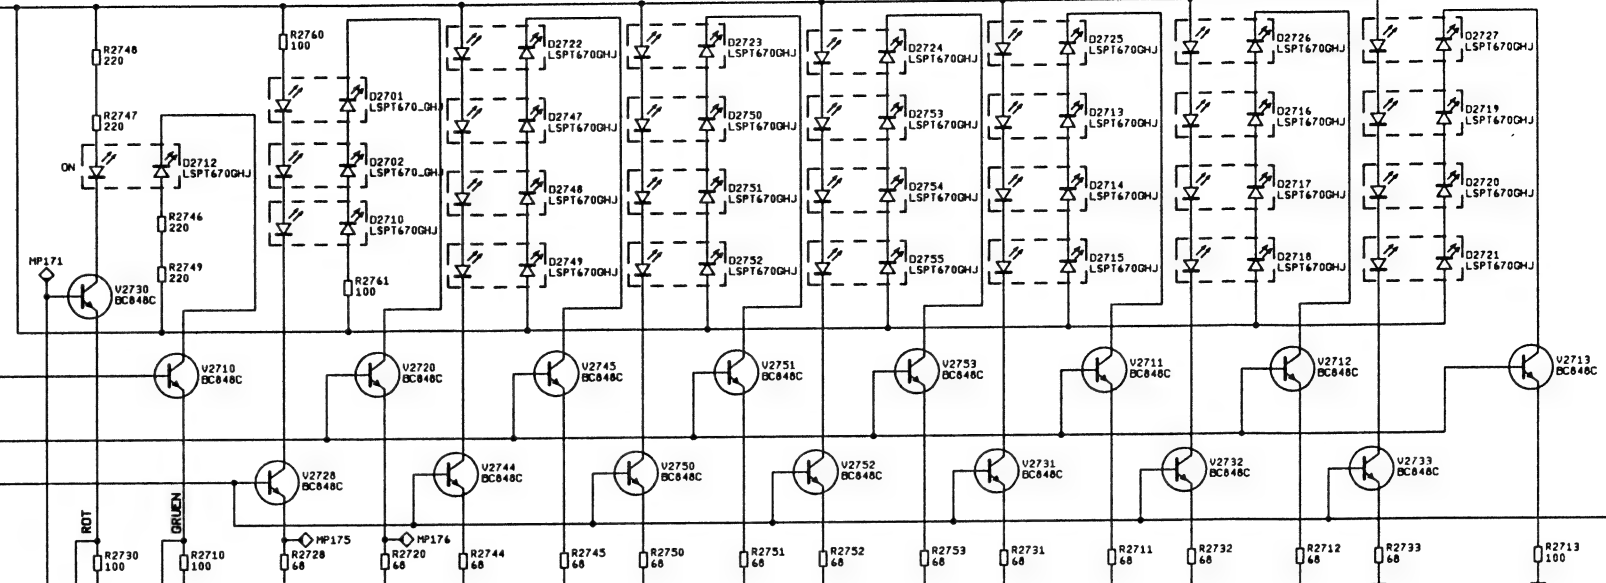 R2748
220
R2747
220
ON
D2712
LSPT670GHJ
R2746
220
R2749
220
MP171
V2730
BC848C
V2710
BC848C
ROT
GRUEN
R2730
100
R2710
100
R2760
100
D2701
LSPT670_GHJ
D2702
LSPT670_GHJ
D2710
LSPT670GHJ
R2761
100
V2720
BC848C
V2728
BC848C
MP175
MP176
R2728
68
R2720
68
D2722
LSPT670GHJ
D2747
LSPT670GHJ
D2748
LSPT670GHJ
D2749
LSPT670GHJ
V2745
BC848C
V2744
BC848C
R2744
68
R2745
68
D2723
LSPT670GHJ
D2750
LSPT670GHJ
D2751
LSPT670GHJ
D2752
LSPT670GHJ
V2751
BC848C
V2750
BC848C
R2750
68
R2751
68
D2724
LSPT670GHJ
D2753
LSPT670GHJ
D2754
LSPT670GHJ
D2755
LSPT670GHJ
V2753
BC848C
V2752
BC848C
R2752
68
R2753
68
D2725
LSPT670GHJ
D2713
LSPT670GHJ
D2714
LSPT670GHJ
D2715
LSPT670GHJ
V2711
BC848C
V2731
BC848C
R2731
68
R2711
68
D2726
LSPT670GHJ
D2716
LSPT670GHJ
D2717
LSPT670GHJ
D2718
LSPT670GHJ
V2712
BC848C
V2732
BC848C
R2732
68
R2712
68
D2727
LSPT670GHJ
D2719
LSPT670GHJ
D2720
LSPT670GHJ
D2721
LSPT670GHJ
V2713
BC848C
V2733
BC848C
R2733
68
R2713
100